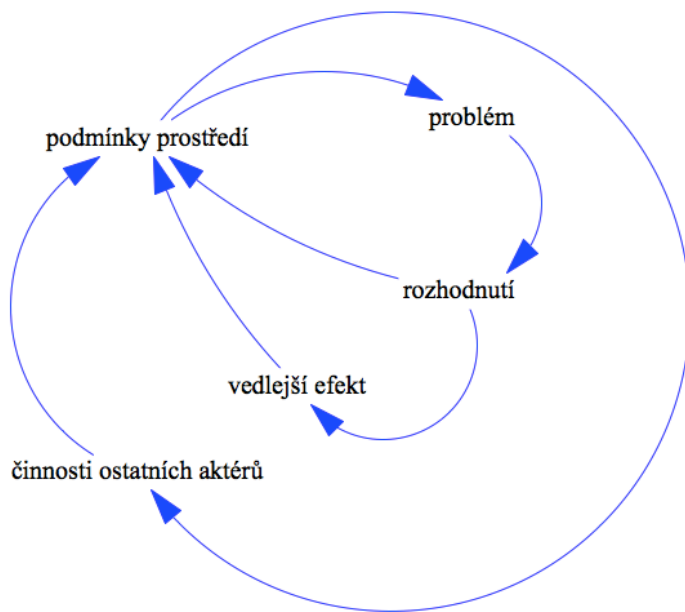 problém
podmínky prostředí
rozhodnutí
vedlejší efekt
činnosti ostatních aktérů